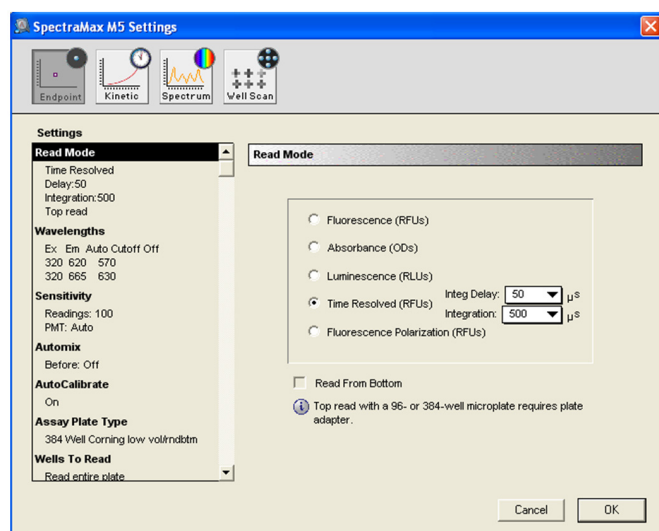 SpectraMax M5 Settings
Endpoint
Kinetic
Spectrum
Well Scan
Settings
Read Mode
Time Resolved
Delay:50
Integration:500
Top read
Wavelengths
Ex Em Auto Cutoff Off
320 620 570
320 665 630
Sensitivity
Readings: 100
PMT: Auto
Automix
Before: Off
AutoCalibrate
On
Assay Plate Type
384 Well Corning low vol/rndbtm
Wells To Read
Read entire plate
Read Mode
Fluorescence (RFUs)
Absorbance (ODs)
Luminescence (RLUs)
Time Resolved (RFUs)
Integ Delay: 50 µs
Integration: 500 µs
Fluorescence Polarization (RFUs)
Read From Bottom
Top read with a 96- or 384-well microplate requires plate
adapter.
Cancel
OK